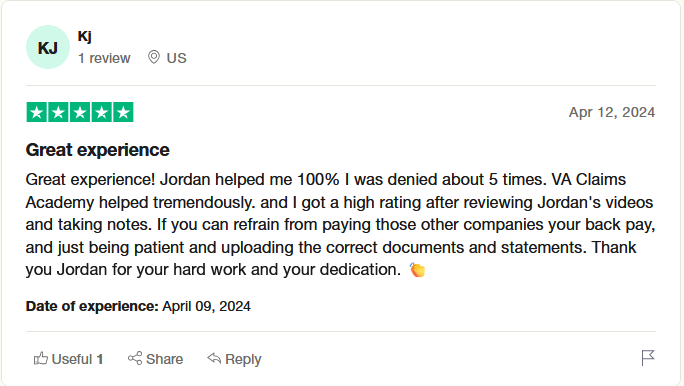 KJ
Kj
1 review US
Apr 12, 2024
Great experience
Great experience! Jordan helped me 100% I was denied about 5 times. VA Claims
Academy helped tremendously. and I got a high rating after reviewing Jordan's videos
and taking notes. If you can refrain from paying those other companies your back pay,
and just being patient and uploading the correct documents and statements. Thank
you Jordan for your hard work and your dedication. 👏
Date of experience: April 09, 2024
Useful 1 Share Reply